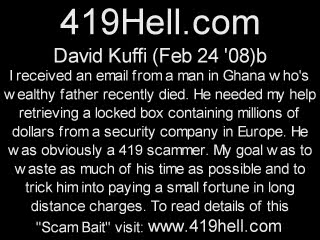 419Hell.com
David Kuffi (Feb 24 '08)b
I received an email from a man in Ghana who's
wealthy father recently died. He needed my help
retrieving a locked box containing millions of
dollars from a security company in Europe. He
was obviously a 419 scammer. My goal was to
waste as much of his time as possible and to
trick him into paying a small fortune in long
distance charges. To read details of this
"Scam Bait" visit: www.419hell.com